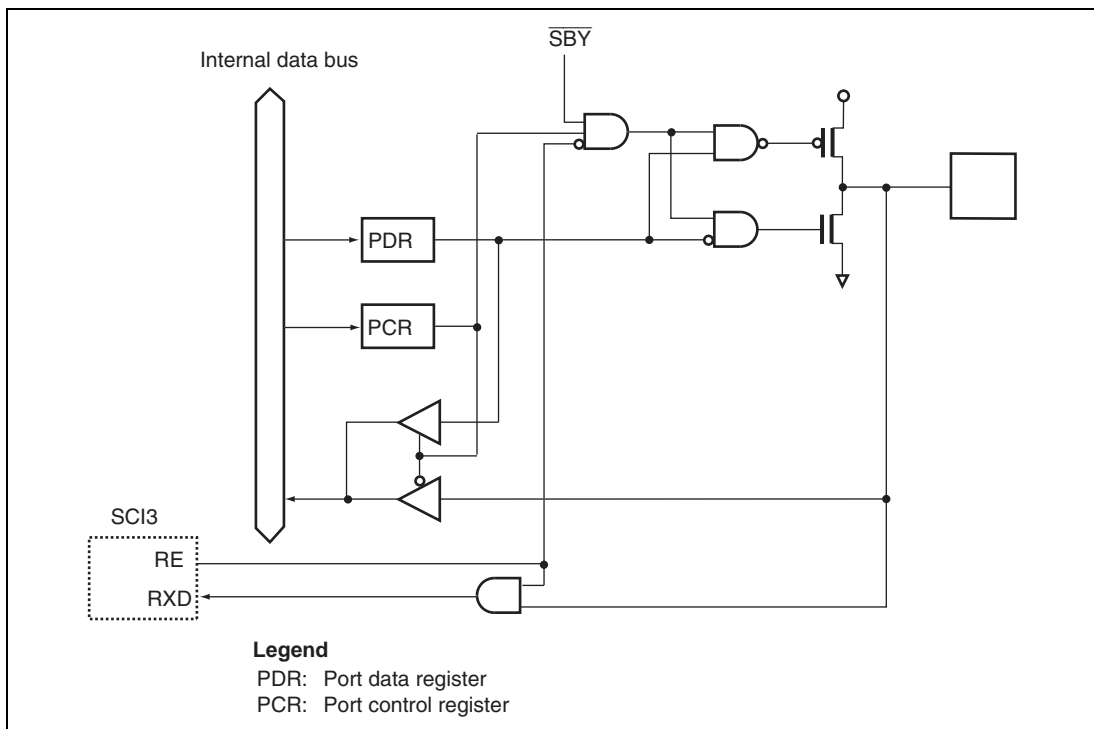 SBY
Internal data bus
PDR
PCR
SCI3
RE
RXD
Legend
PDR: Port data register
PCR: Port control register